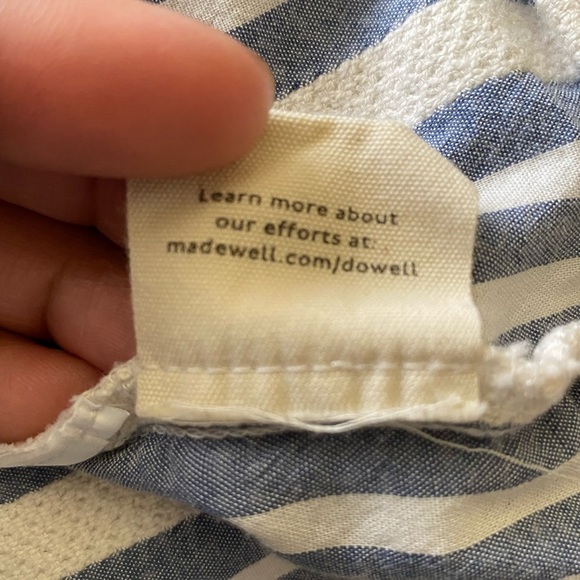 Learn more about
our efforts at:
madewell.com/dowell